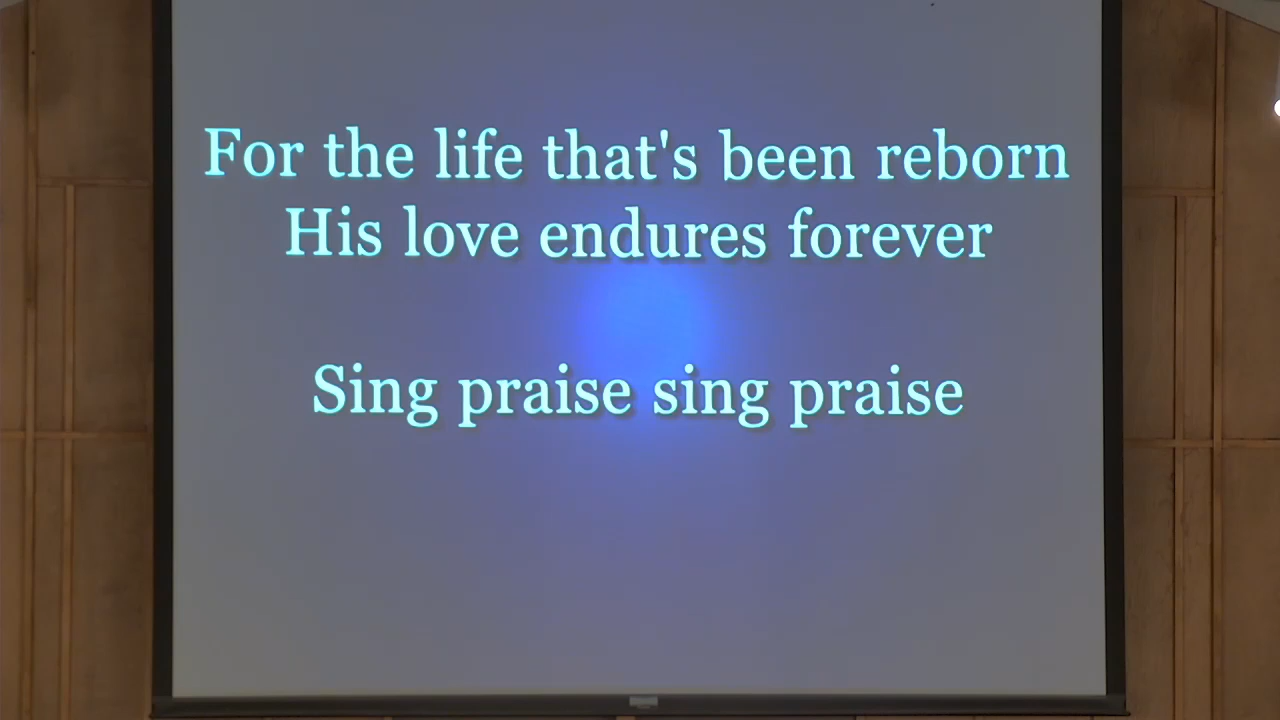 For the life that's been reborn
His love endures forever
Sing praise sing praise